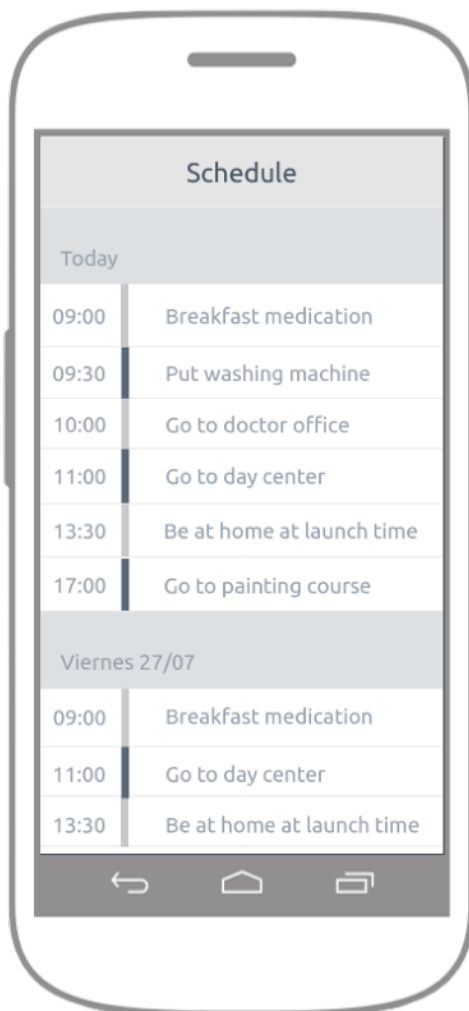 Schedule
Today
09:00 Breakfast medication
09:30 Put washing machine
10:00 Go to doctor office
11:00 Go to day center
13:30 Be at home at launch time
17:00 Go to painting course
Viernes 27/07
09:00 Breakfast medication
11:00 Go to day center
13:30 Be at home at launch time